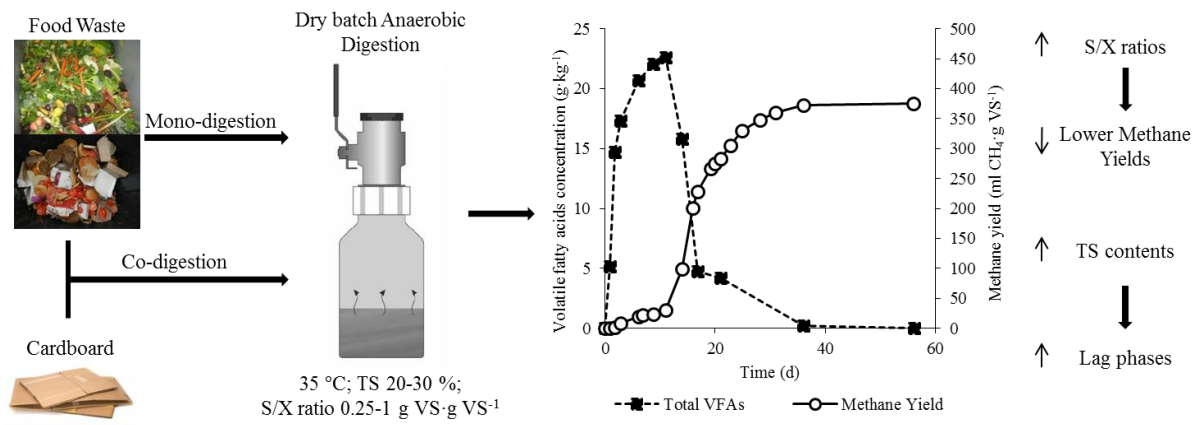 Food Waste
Mono-digestion
Co-digestion
Cardboard
Dry batch Anaerobic
Digestion
35 °C; TS 20-30 %;
S/X ratio 0.25-1 g VS·g VS⁻¹
Volatile fatty acids concentration (g·kg⁻¹)
25
20
15
10
5
0
0
20
40
60
Time (d)
500
450
400
350
300
250
200
150
100
50
0
Methane yield (ml CH₄·g VS⁻¹)
Total VFAs
Methane Yield
↑ S/X ratios
↓ Lower Methane
Yields
↑ TS contents
↑ Lag phases